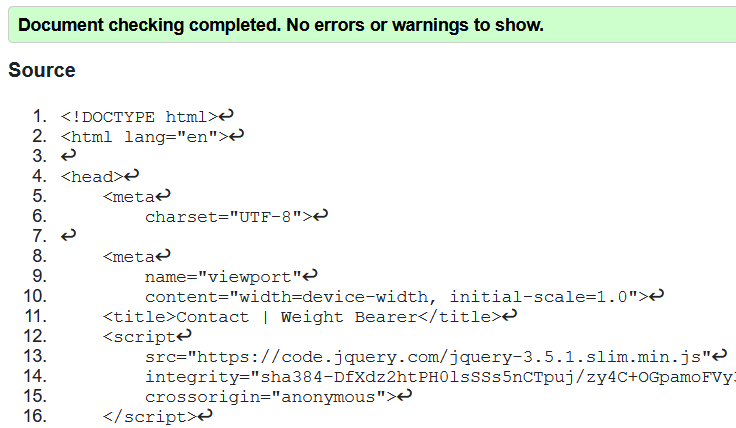 Document checking completed. No errors or warnings to show.
Source
1. <!DOCTYPE html>↩
2. <html lang="en">↩
3. ↩
4. <head>↩
5. <meta↩
6. charset="UTF-8">↩
7. ↩
8. <meta↩
9. name="viewport"↩
10. content="width=device-width, initial-scale=1.0">↩
11. <title>Contact | Weight Bearer</title>↩
12. <script↩
13. src="https://code.jquery.com/jquery-3.5.1.slim.min.js"↩
14. integrity="sha384-DfXdz2htPH0lsSSs5nCTpuj/zy4C+OGpamoFVy
15. crossorigin="anonymous">↩
16. </script>↩